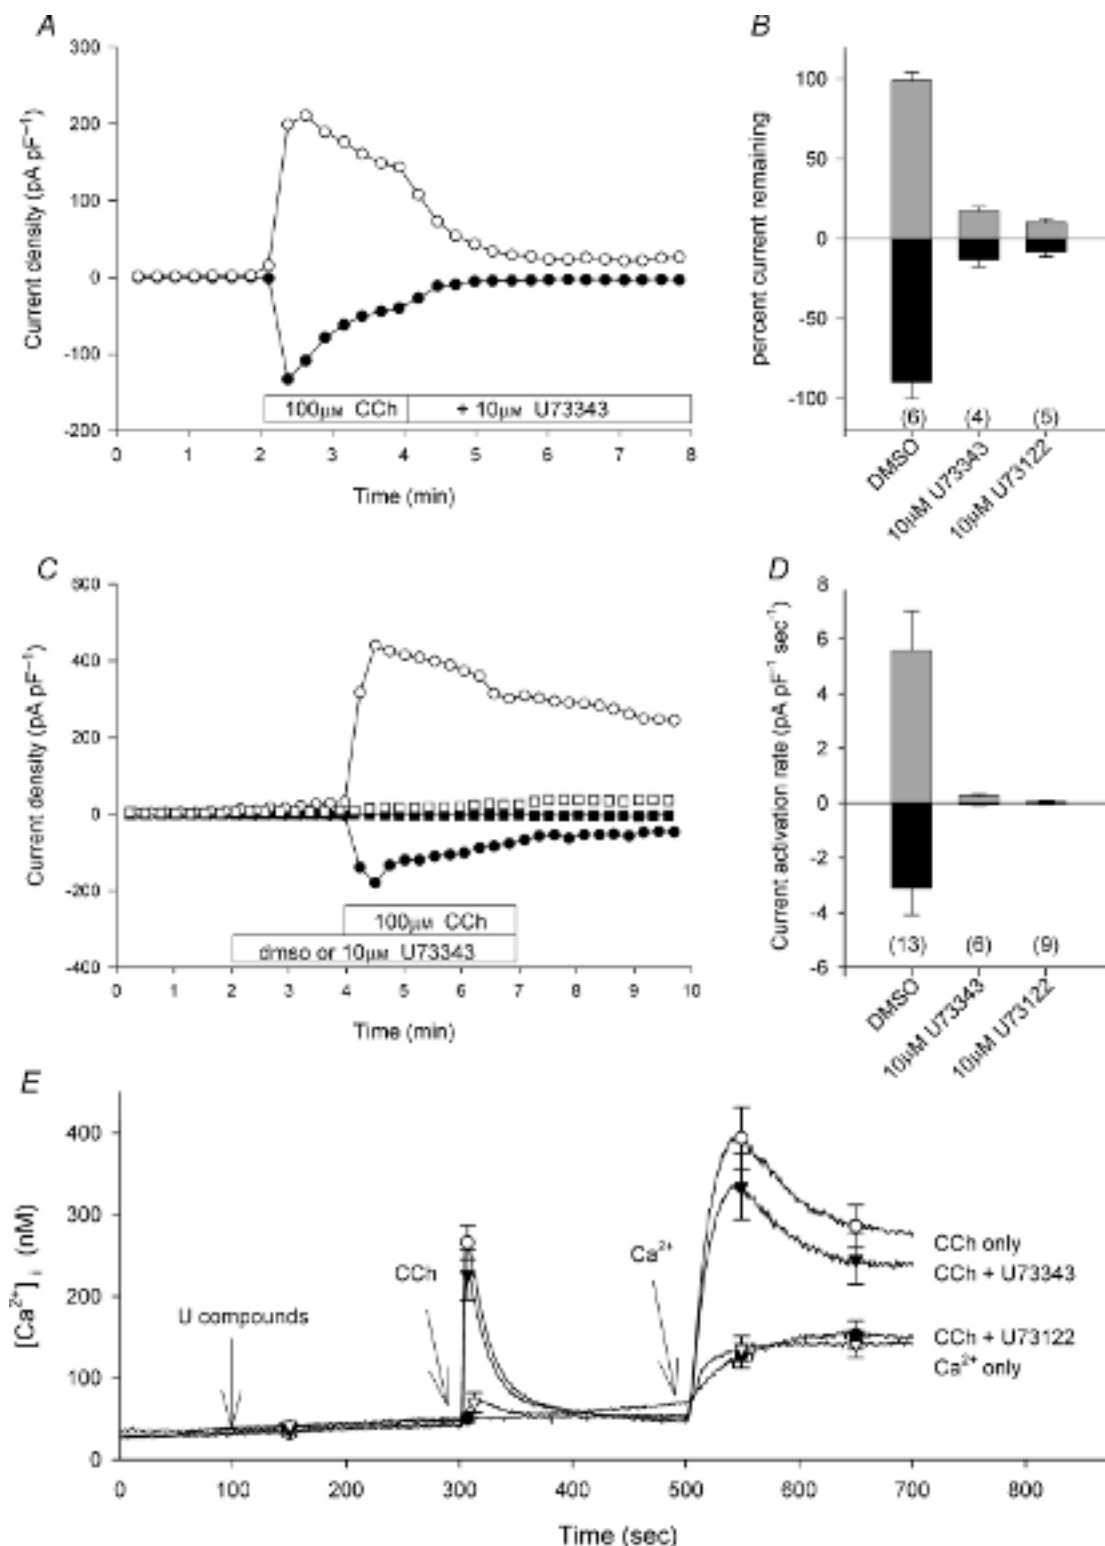 A
300
200
100
0
-100
-200
Current density (pA pF⁻¹)
100μM CCh
+ 10μM U73343
0 1 2 3 4 5 6 7 8
Time (min)
B
100
50
0
-50
-100
percent current remaining
(6) (4) (5)
DMSO
10μM U73343
10μM U73122
C
600
400
200
0
-200
-400
Current density (pA pF⁻¹)
100μM CCh
dmso or 10μM U73343
0 1 2 3 4 5 6 7 8 9 10
Time (min)
D
8
6
4
2
0
-2
-4
-6
Current activation rate (pA pF⁻¹ sec⁻¹)
(13) (6) (9)
DMSO
10μM U73343
10μM U73122
E
400
300
200
100
0
[Ca²⁺]i (nM)
U compounds
CCh
Ca²⁺
CCh only
CCh + U73343
CCh + U73122
Ca²⁺ only
0 100 200 300 400 500 600 700 800
Time (sec)